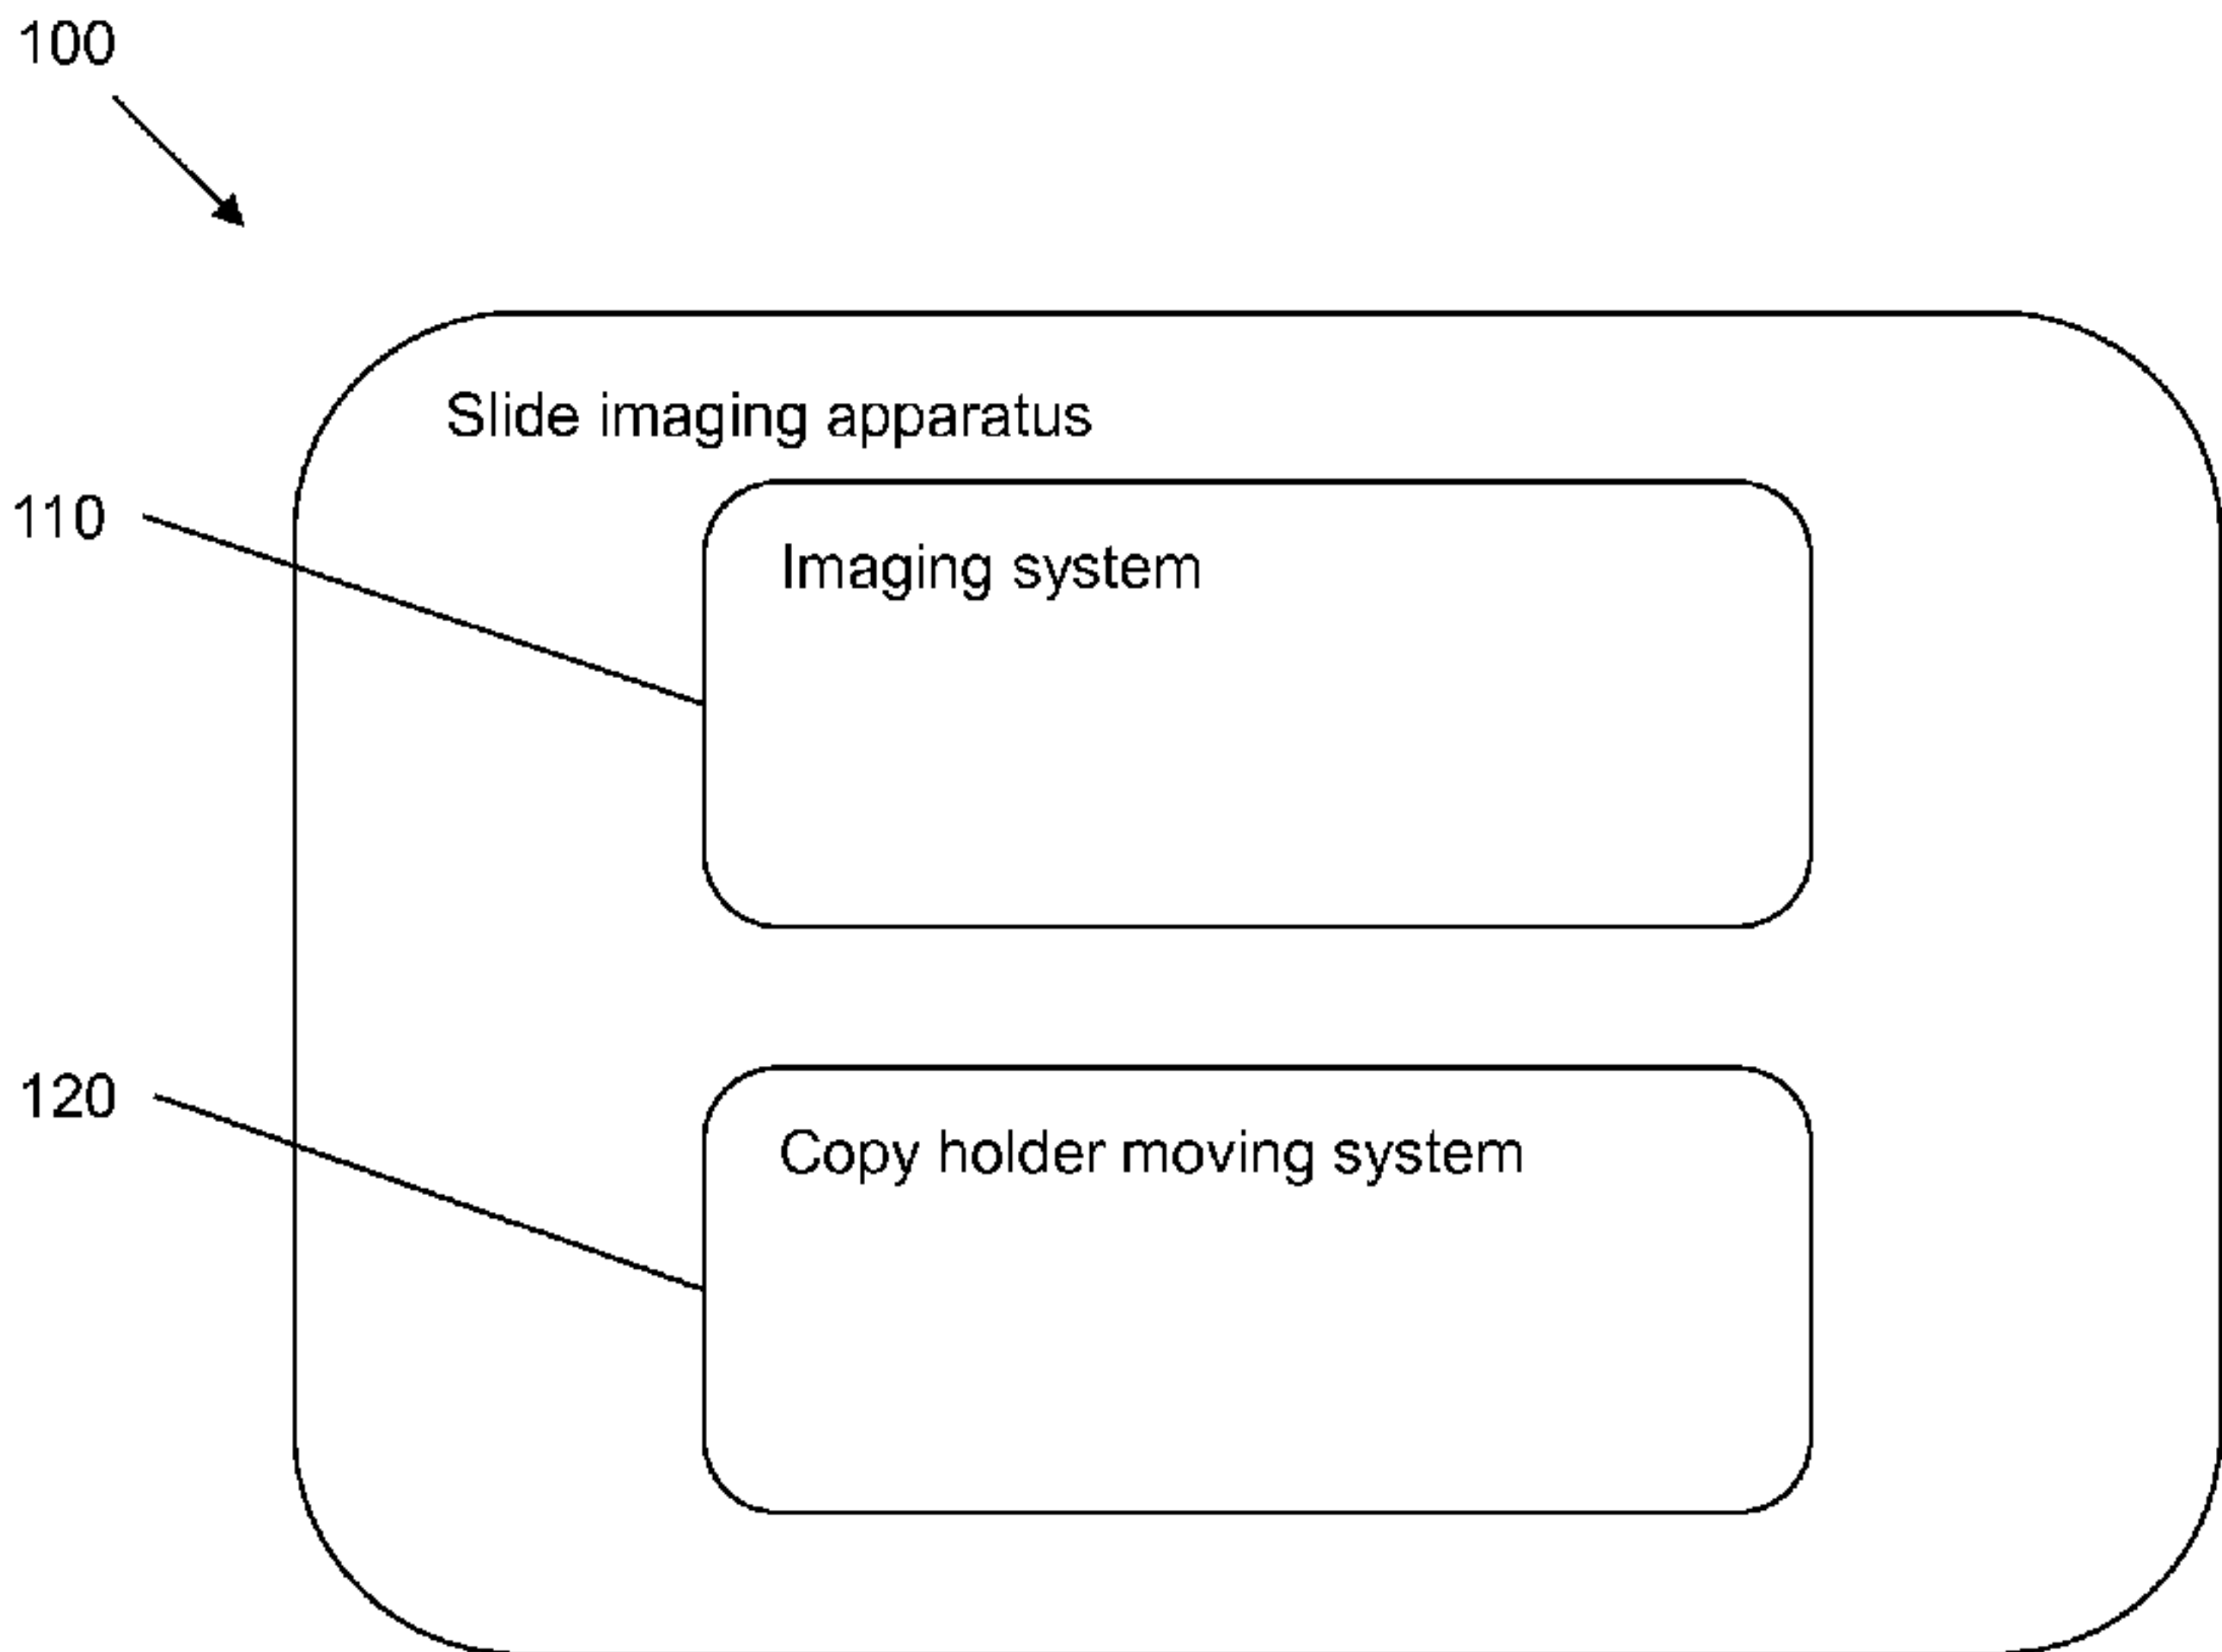 100
Slide imaging apparatus
110
Imaging system
120
Copy holder moving system